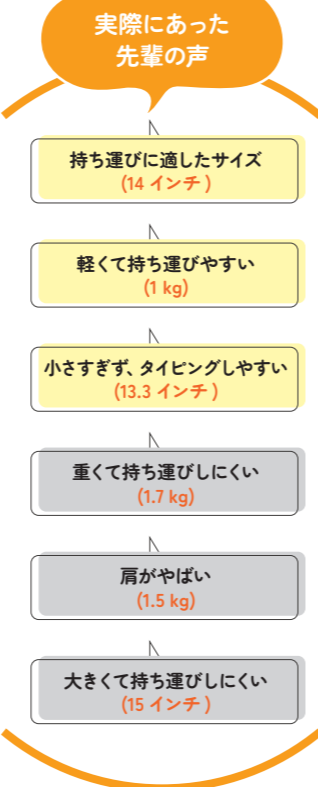 実際にあった
先輩の声
持ち運びに適したサイズ
(14 インチ )
軽くて持ち運びやすい
(1 kg)
小さすぎず、タイピングしやすい
(13.3 インチ )
重くて持ち運びしにくい
(1.7 kg)
肩がやばい
(1.5 kg)
大きくて持ち運びしにくい
(15 インチ )